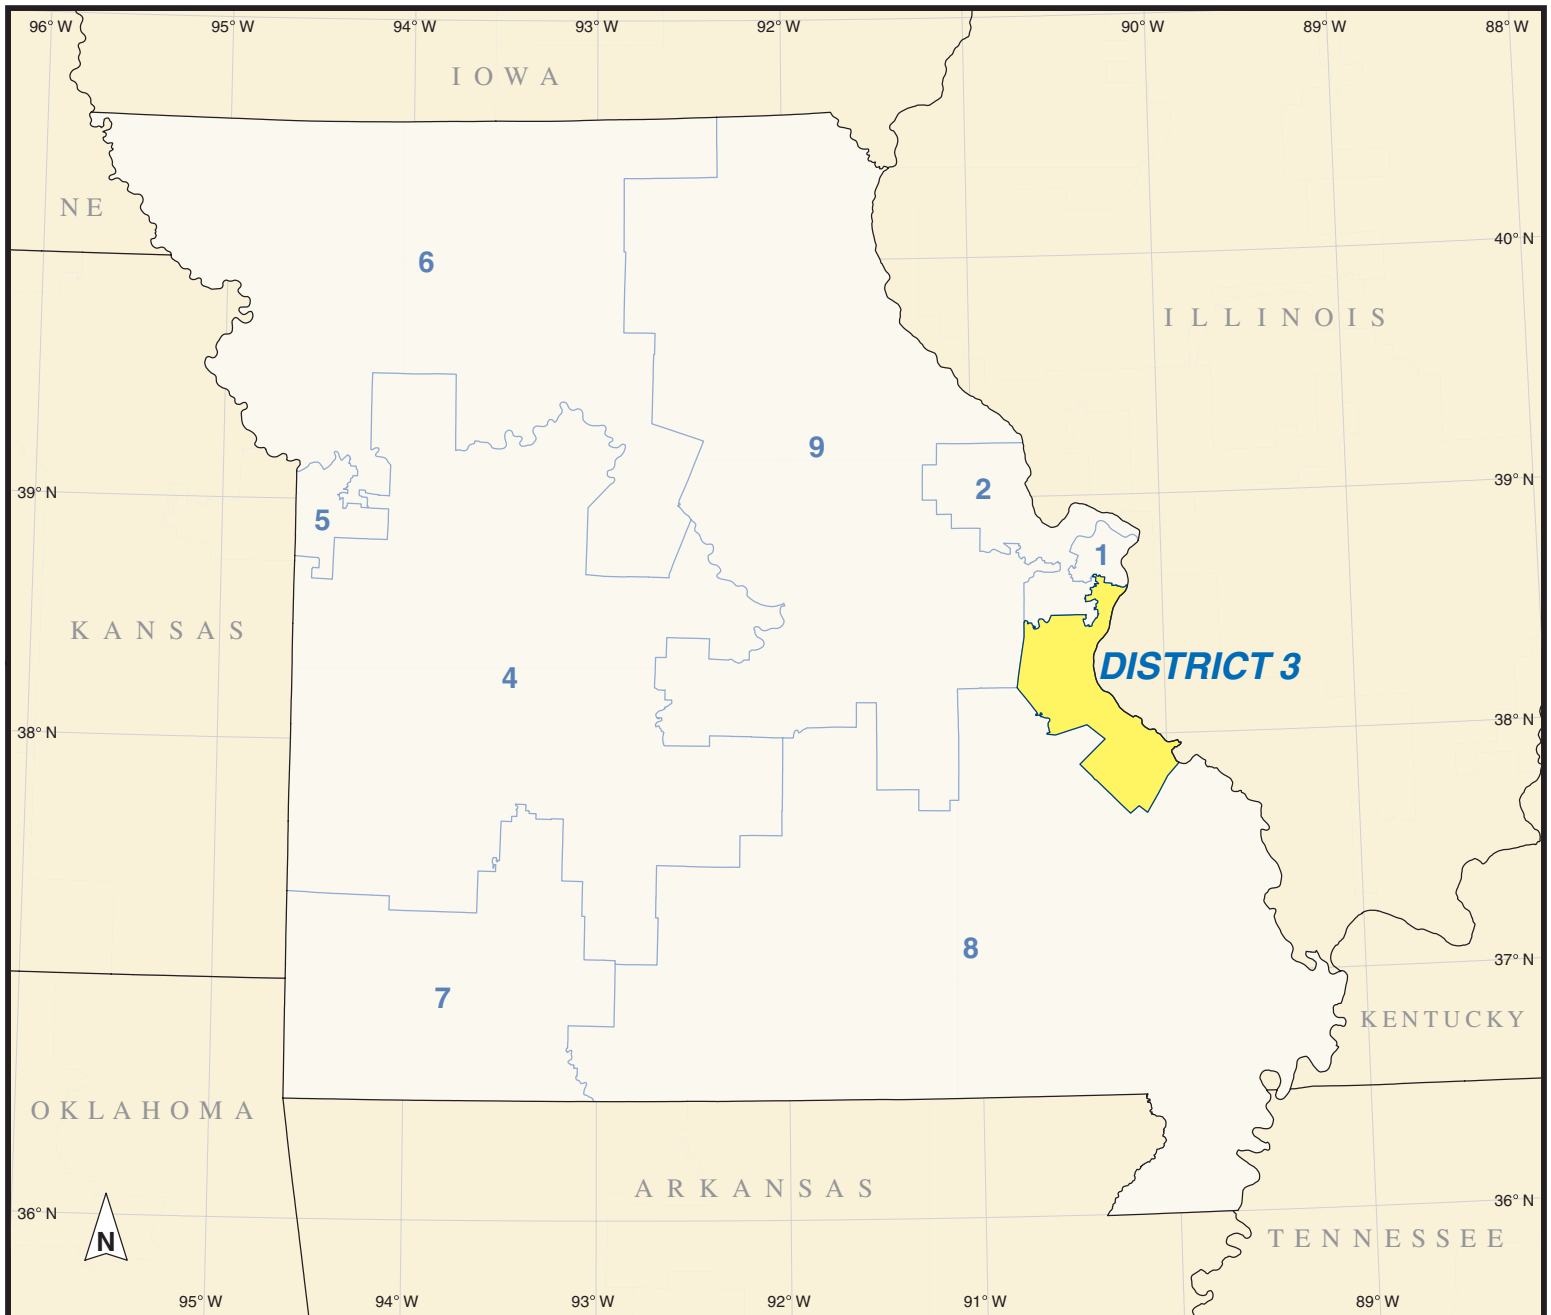 96° W 95° W 94° W 93° W 92° W 90° W 89° W 88° W
IOWA
NE
40° N
6
ILLINOIS
9
39° N
39° N
2
5
1
KANSAS
DISTRICT 3
4
38° N
38° N
8
37° N
7
KENTUCKY
OKLAHOMA
ARKANSAS
36° N
36° N
TENNESSEE
N
95° W 94° W 93° W 92° W 91° W 89° W